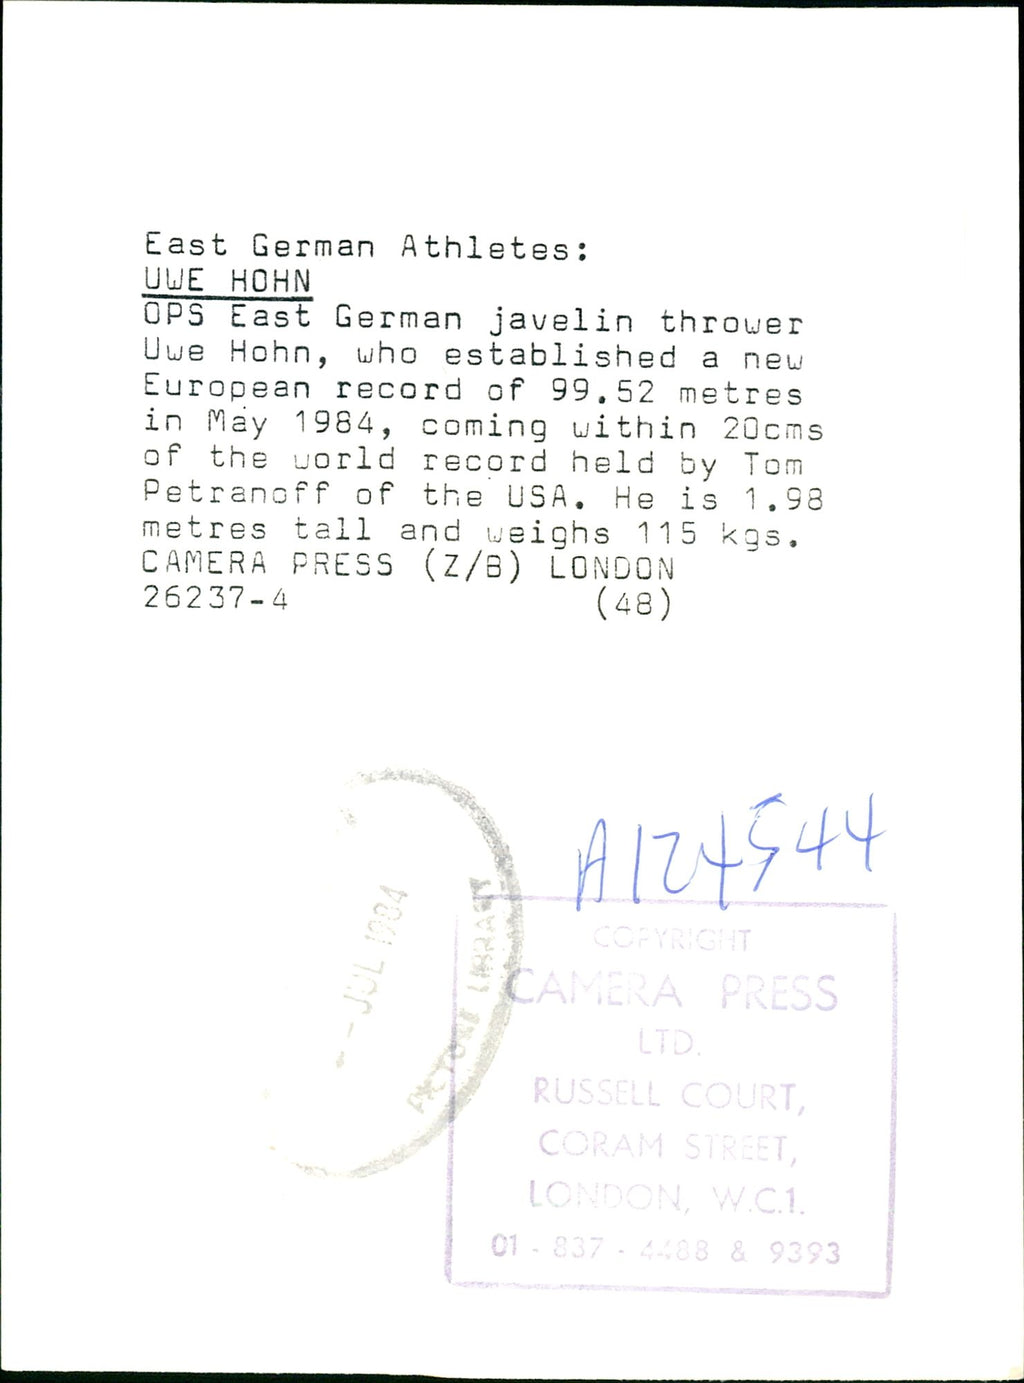 East German Athletes:
UWE HOHN
OPS East German javelin thrower
Uwe Hohn, who established a new
European record of 99.52 metres
in May 1984, coming within 20cms
of the world record held by Tom
Petranoff of the USA. He is 1.98
metres tall and weighs 115 kgs.
CAMERA PRESS (Z/B) LONDON
26237-4 (48)
A124544
- JUL 1984
PICTURE LIBRARY
COPYRIGHT
CAMERA PRESS
LTD.
RUSSELL COURT,
CORAM STREET,
LONDON, W.C.1.
01 - 837 - 4488 & 9393